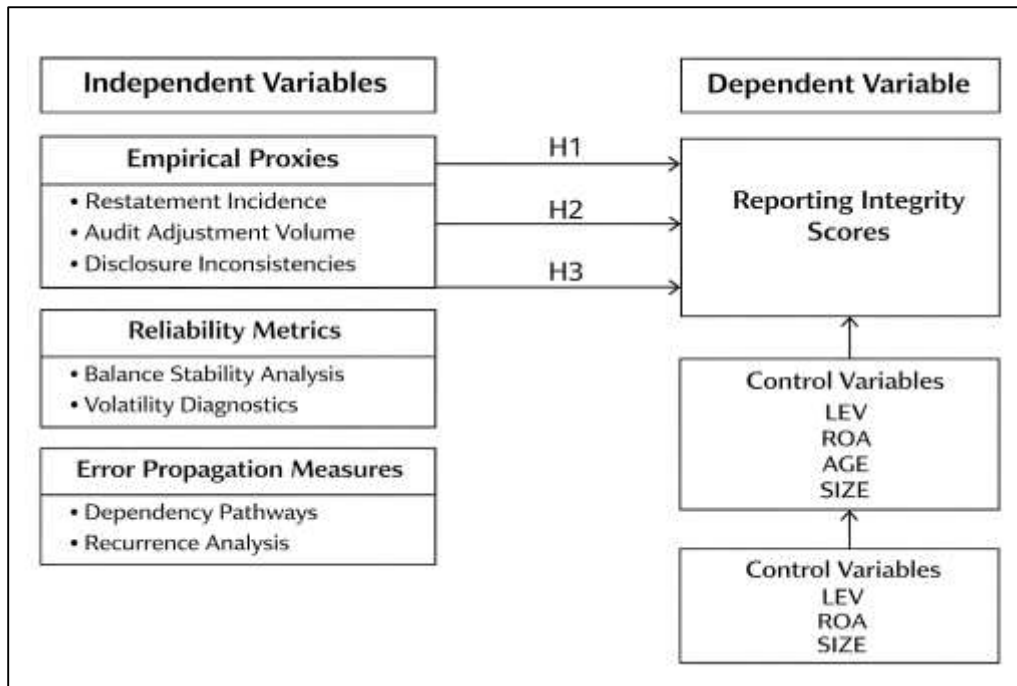 Independent Variables
Empirical Proxies
• Restatement Incidence
• Audit Adjustment Volume
• Disclosure Inconsistencies
Reliability Metrics
• Balance Stability Analysis
• Volatility Diagnostics
Error Propagation Measures
• Dependency Pathways
• Recurrence Analysis
H1
H2
H3
Dependent Variable
Reporting Integrity
Scores
Control Variables
LEV
ROA
AGE
SIZE
Control Variables
LEV
ROA
SIZE